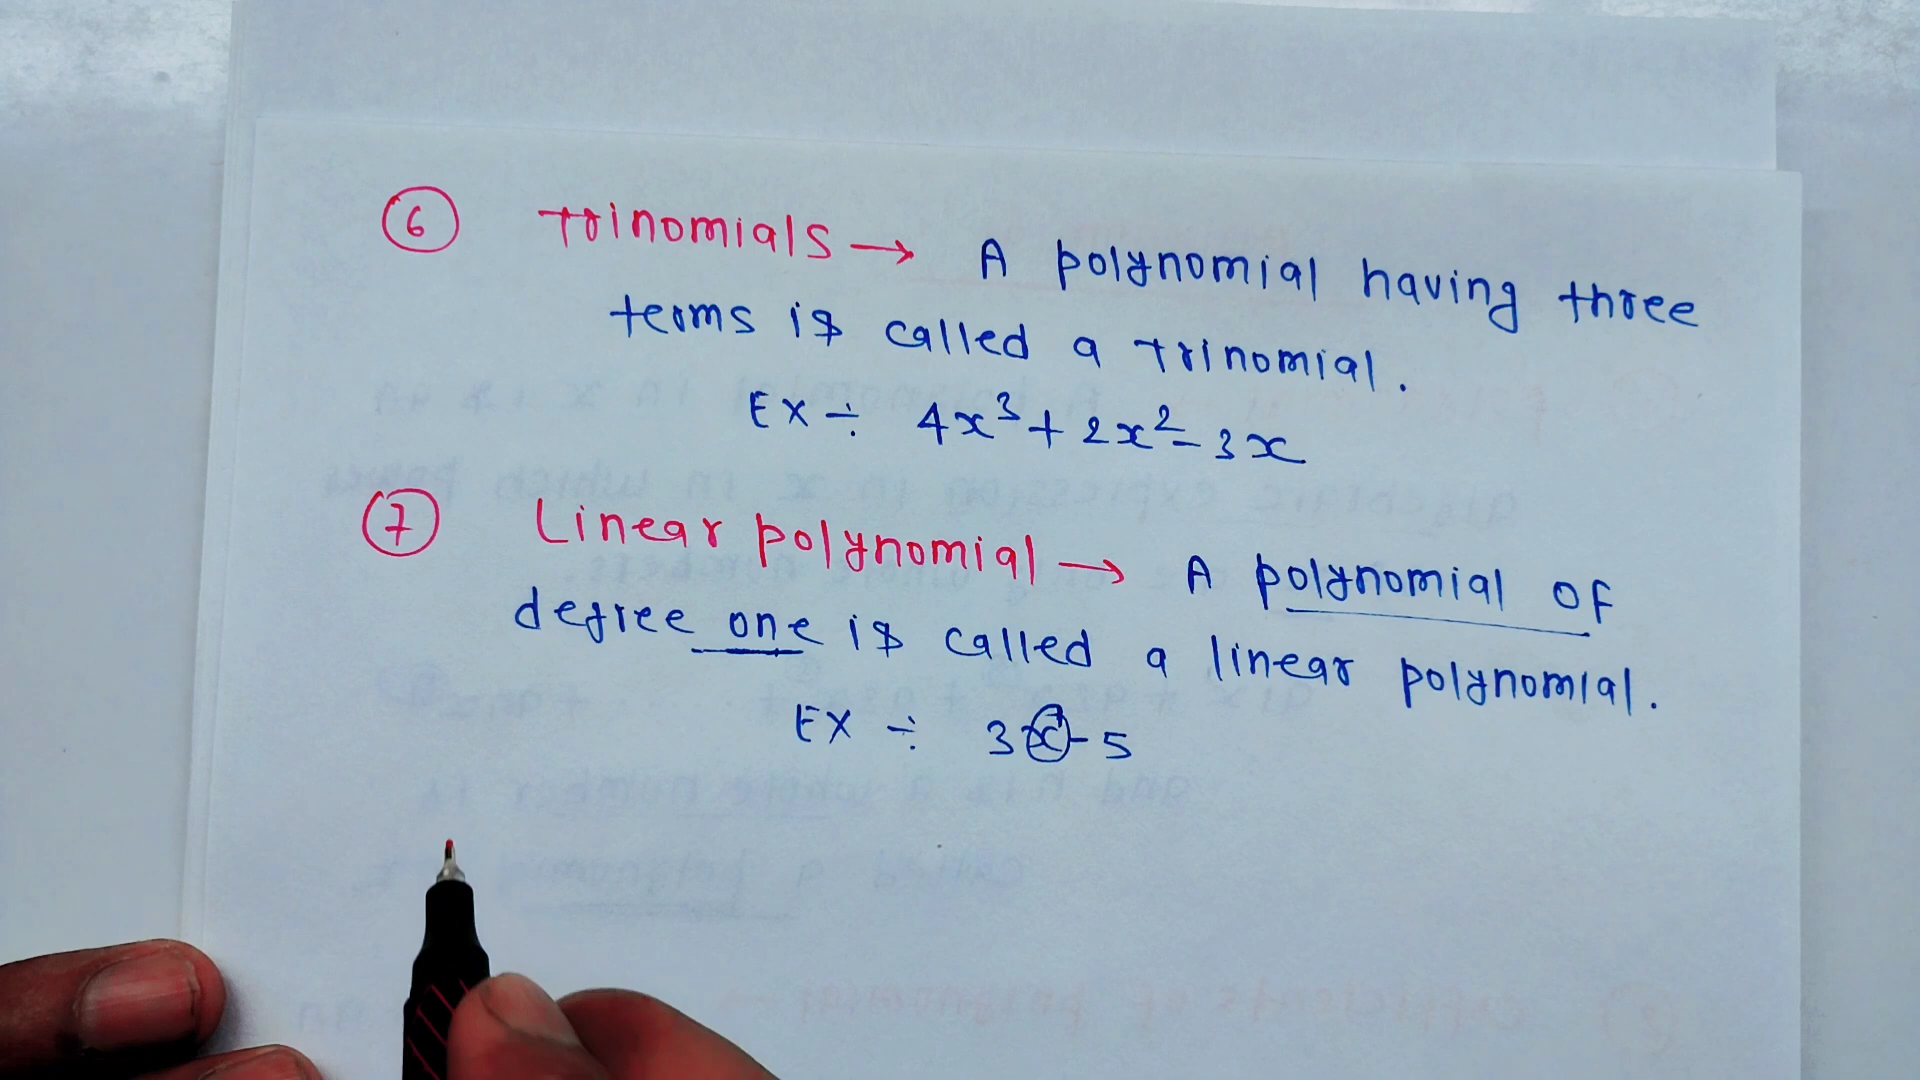 6 Trinomials → A polynomial having three
terms is called a trinomial.
Ex ÷ 4x³ + 2x² - 3x
7 Linear polynomial → A polynomial of
degree one is called a linear polynomial.
Ex ÷ 3x - 5